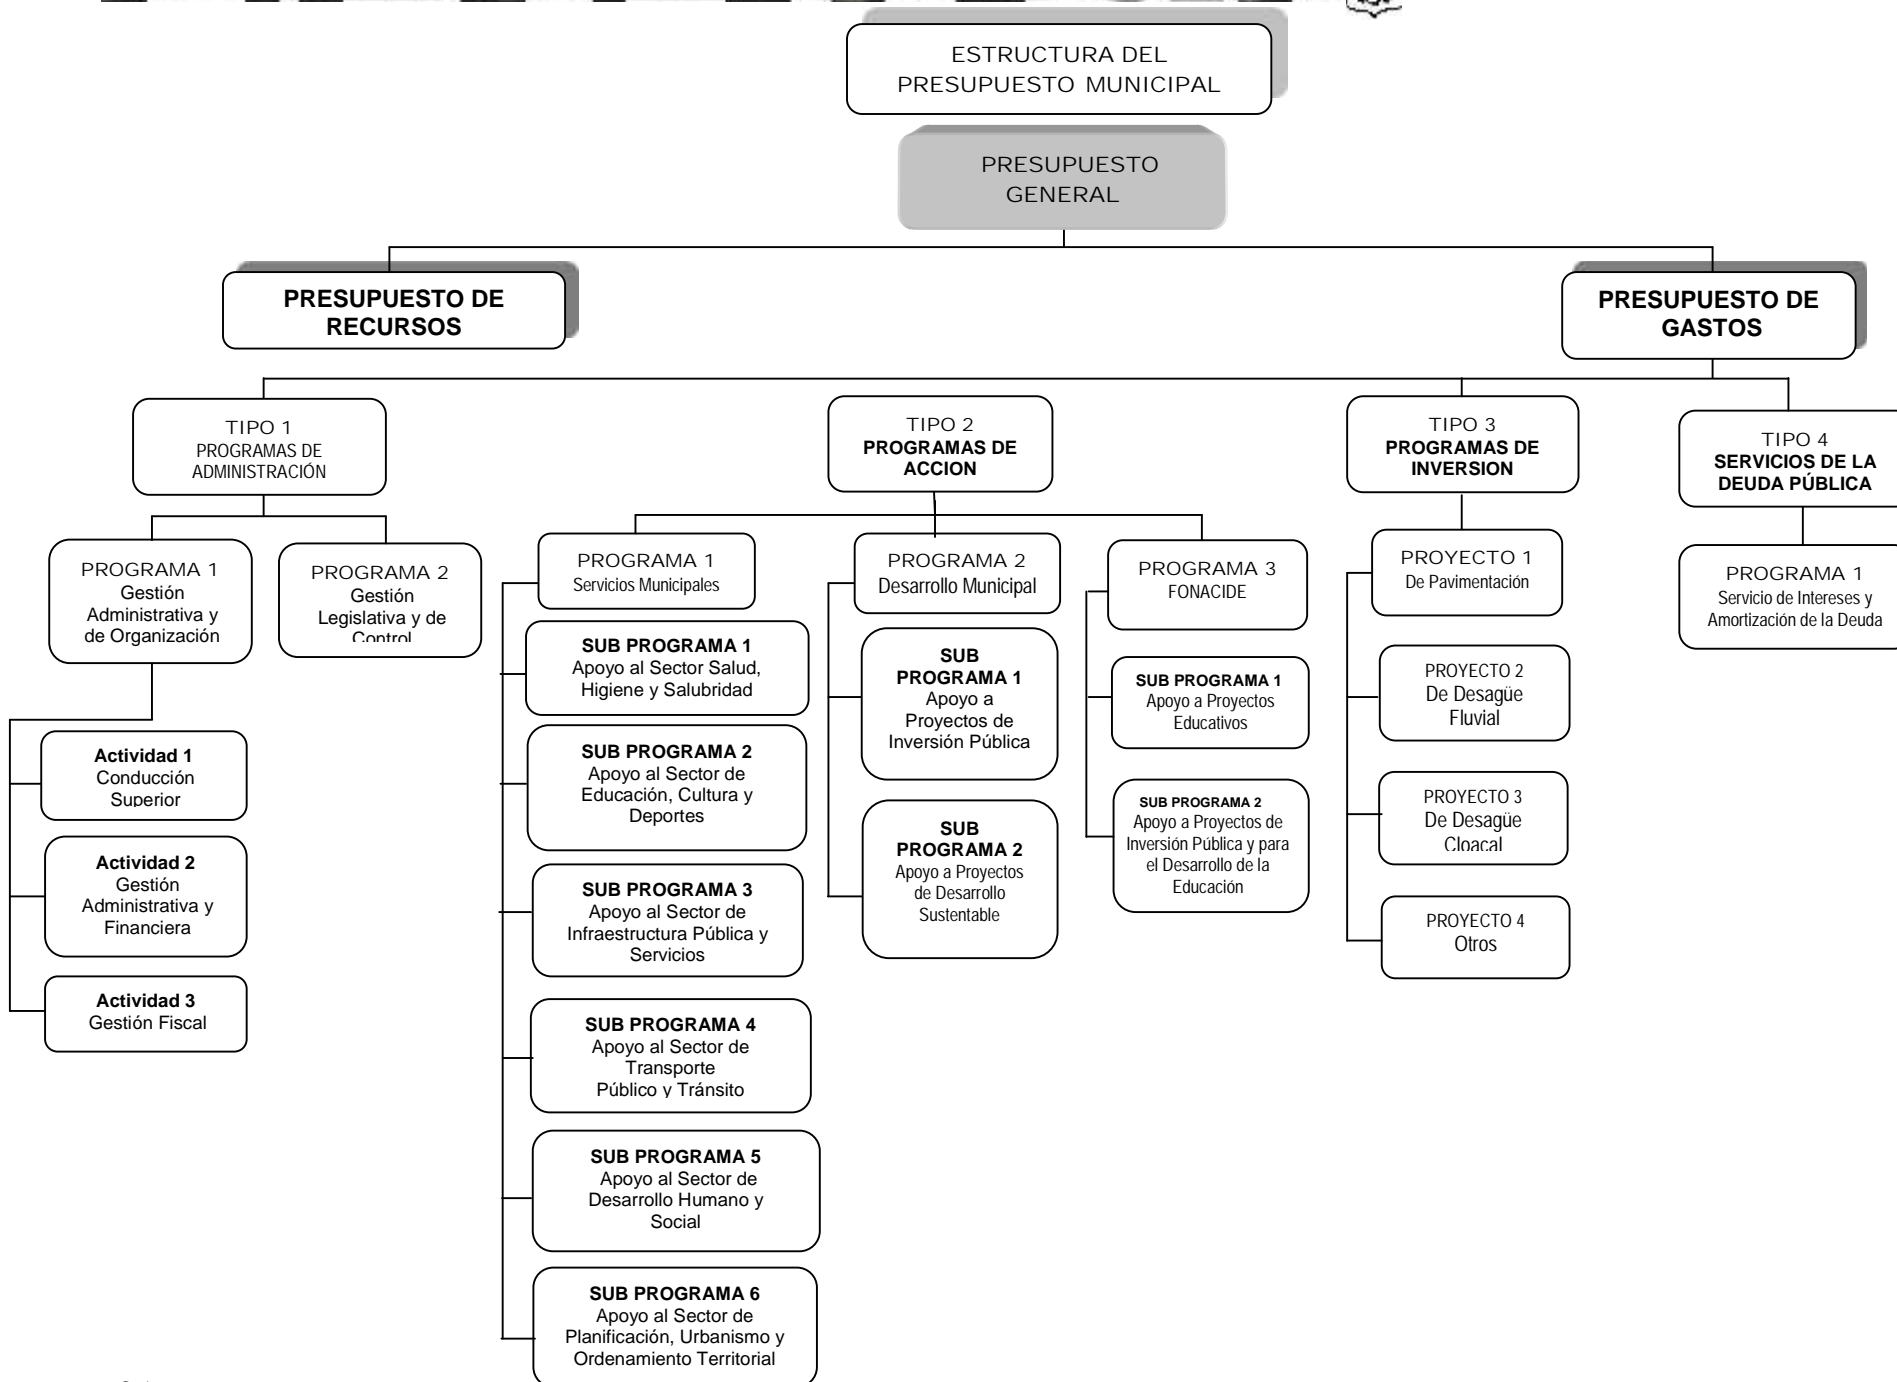 ESTRUCTURA DEL
PRESUPUESTO MUNICIPAL
PRESUPUESTO
GENERAL
PRESUPUESTO DE
RECURSOS
PRESUPUESTO DE
GASTOS
TIPO 1
PROGRAMAS DE
ADMINISTRACIÓN
PROGRAMA 1
Gestión
Administrativa y
de Organización
PROGRAMA 2
Gestión
Legislativa y de
Control
Actividad 1
Conducción
Superior
Actividad 2
Gestión
Administrativa y
Financiera
Actividad 3
Gestión Fiscal
TIPO 2
PROGRAMAS DE
ACCION
PROGRAMA 1
Servicios Municipales
SUB PROGRAMA 1
Apoyo al Sector Salud,
Higiene y Salubridad
SUB PROGRAMA 2
Apoyo al Sector de
Educación, Cultura y
Deportes
SUB PROGRAMA 3
Apoyo al Sector de
Infraestructura Pública y
Servicios
SUB PROGRAMA 4
Apoyo al Sector de
Transporte
Público y Tránsito
SUB PROGRAMA 5
Apoyo al Sector de
Desarrollo Humano y
Social
SUB PROGRAMA 6
Apoyo al Sector de
Planificación, Urbanismo y
Ordenamiento Territorial
PROGRAMA 2
Desarrollo Municipal
SUB
PROGRAMA 1
Apoyo a
Proyectos de
Inversión Pública
SUB
PROGRAMA 2
Apoyo a Proyectos
de Desarrollo
Sustentable
PROGRAMA 3
FONACIDE
SUB PROGRAMA 1
Apoyo a Proyectos
Educativos
SUB PROGRAMA 2
Apoyo a Proyectos de
Inversión Pública y para
el Desarrollo de la
Educación
TIPO 3
PROGRAMAS DE
INVERSION
PROYECTO 1
De Pavimentación
PROYECTO 2
De Desagüe
Fluvial
PROYECTO 3
De Desagüe
Cloacal
PROYECTO 4
Otros
TIPO 4
SERVICIOS DE LA
DEUDA PÚBLICA
PROGRAMA 1
Servicio de Intereses y
Amortización de la Deuda